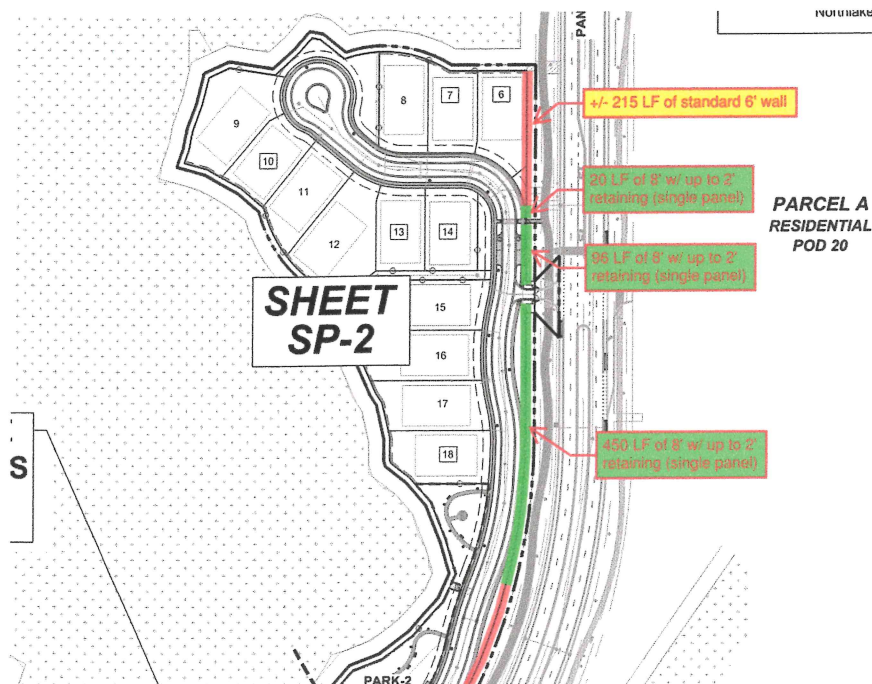 Northlake
PAN
+/- 215 LF of standard 6' wall
8
7
6
9
10
11
12
13
14
20 LF of 8' w/ up to 2'
retaining (single panel)
PARCEL A
RESIDENTIAL
POD 20
96 LF of 8' w/ up to 2'
retaining (single panel)
SHEET
SP-2
15
16
17
18
450 LF of 8' w/ up to 2'
retaining (single panel)
S
PARK-2